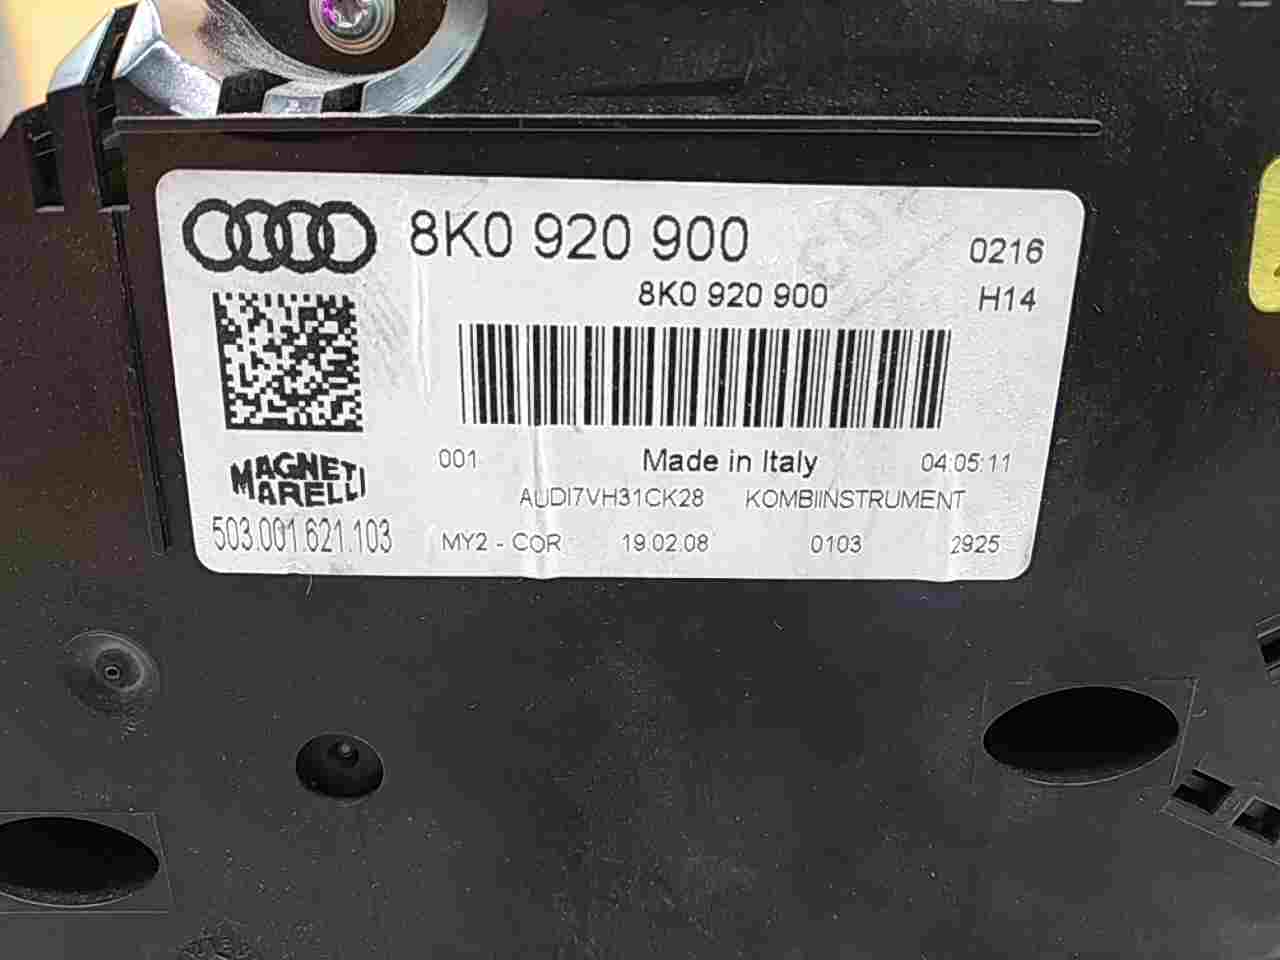 8K0 920 900 0216
8K0 920 900 H14
001 Made in Italy 04:05:11
MAGNETI
MARELLI
AUDI7VH31CK28 KOMBIINSTRUMENT
503.001.621.103 MY2 - COR 19.02.08 0103 2925